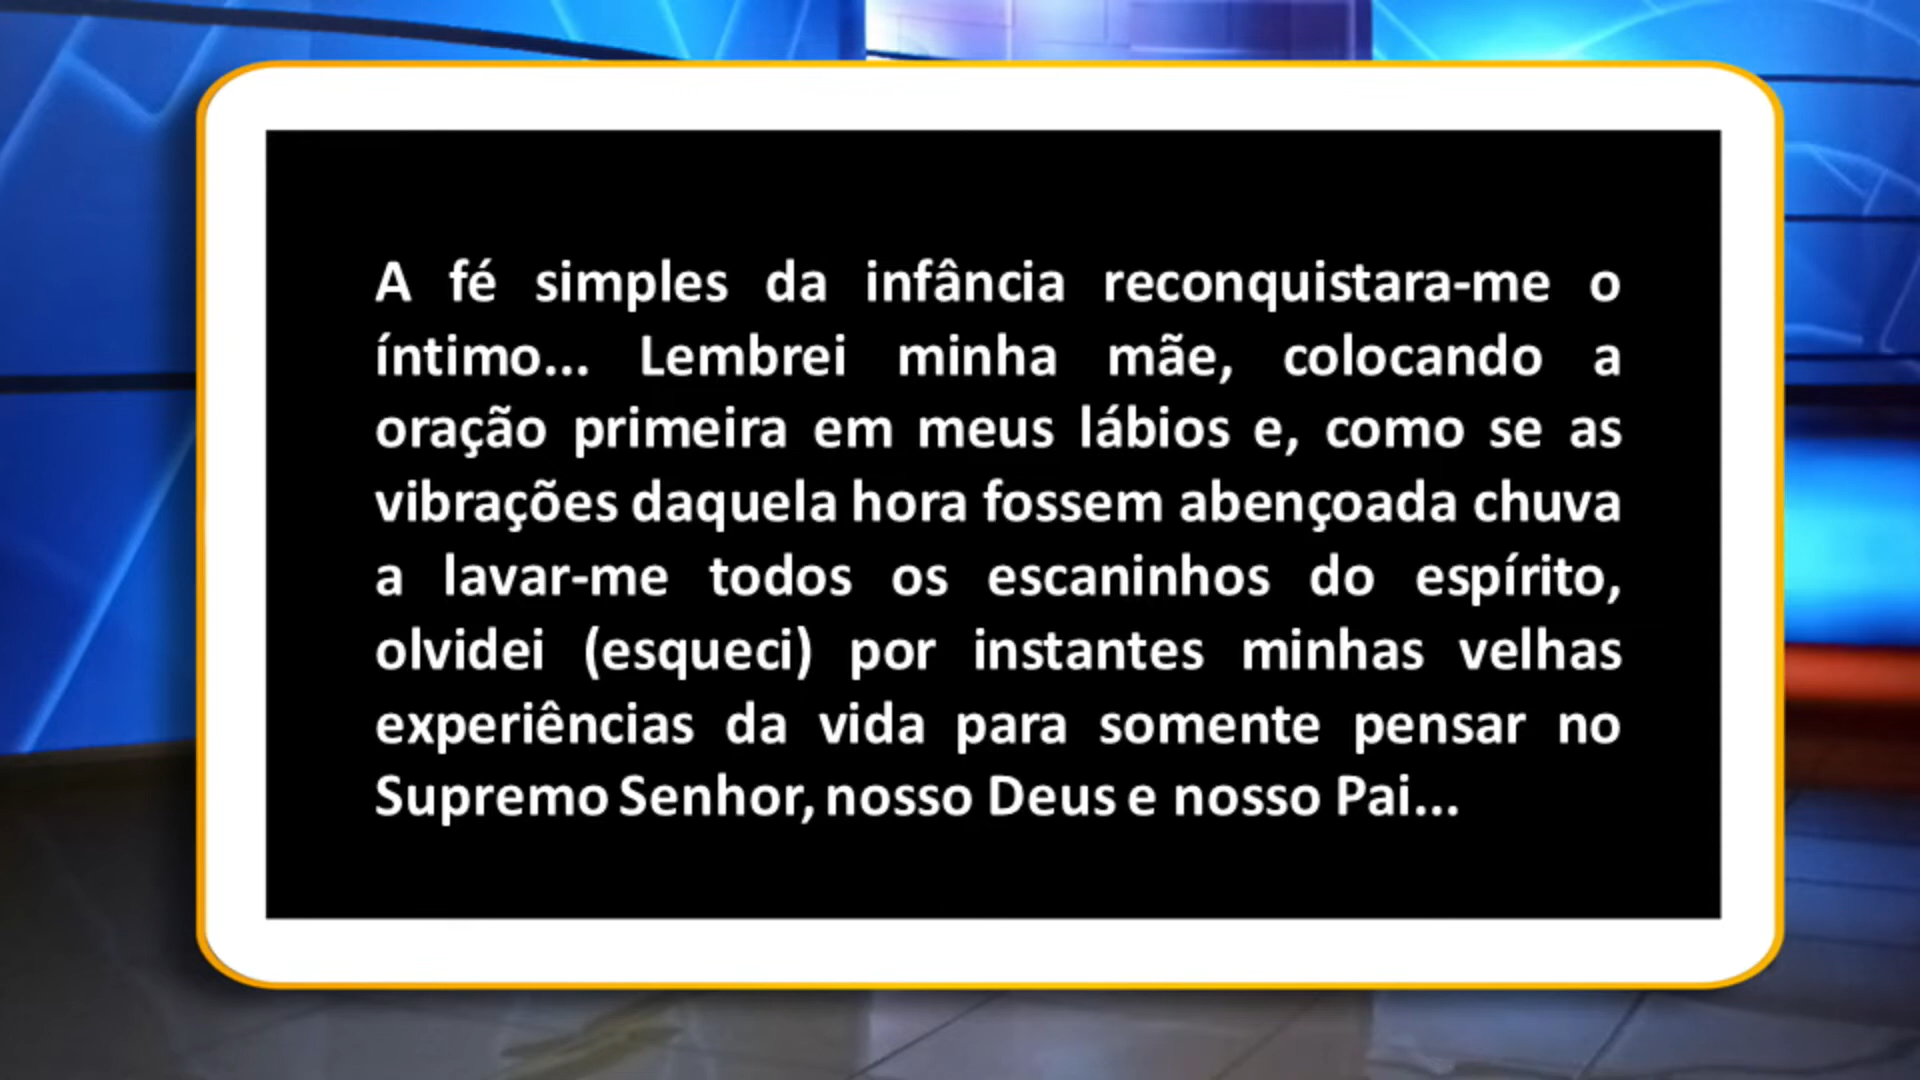 A fé simples da infância reconquistara-me o
íntimo... Lembrei minha mãe, colocando a
oração primeira em meus lábios e, como se as
vibrações daquela hora fossem abençoada chuva
a lavar-me todos os escaninhos do espírito,
olvidei (esqueci) por instantes minhas velhas
experiências da vida para somente pensar no
Supremo Senhor, nosso Deus e nosso Pai...